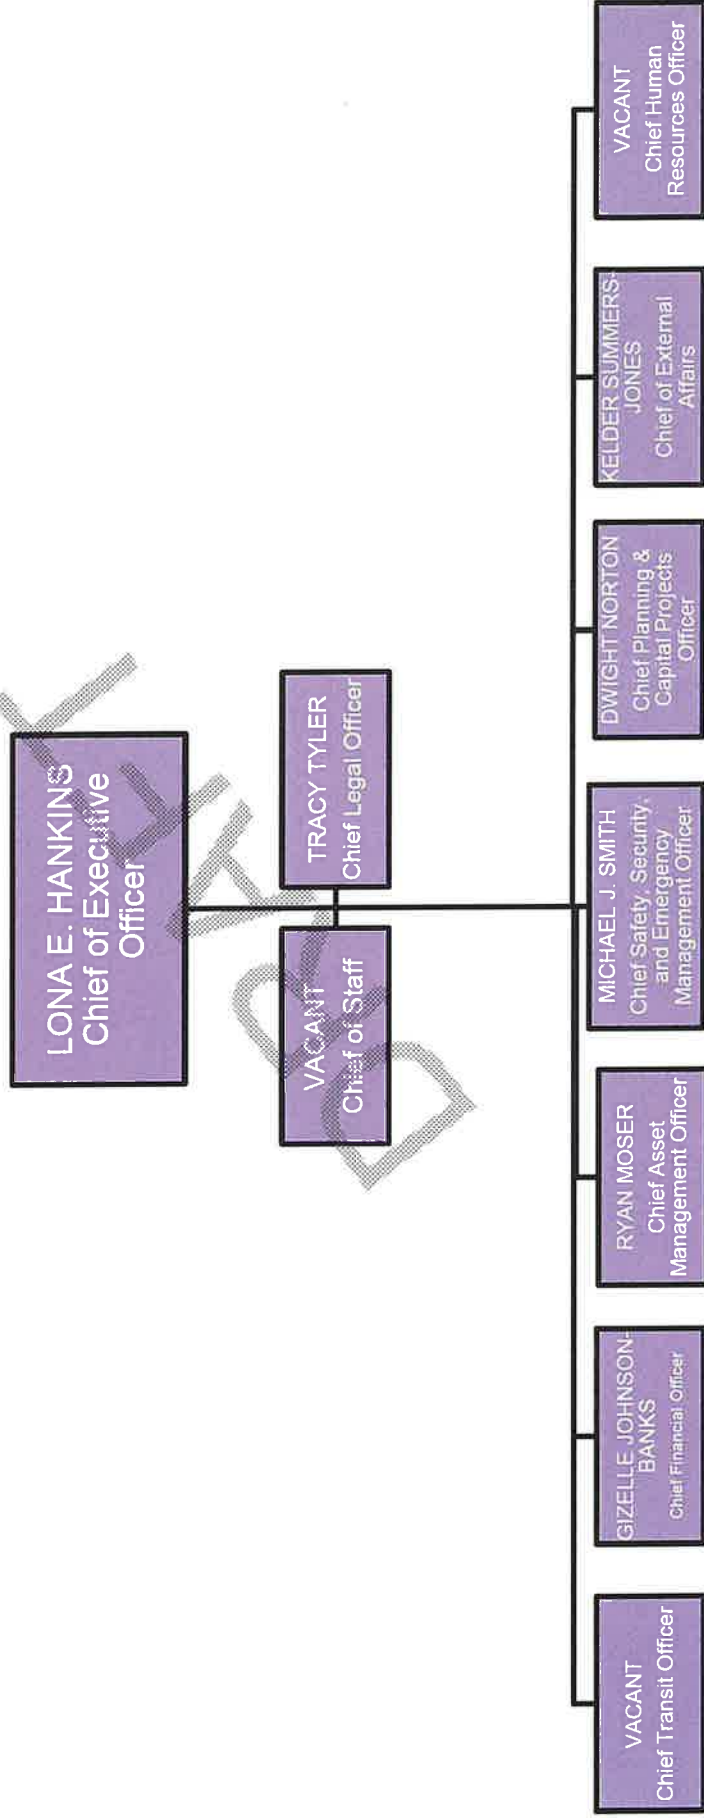 LONA E. HANKINS
Chief of Executive
Officer
VACANT
Chief of Staff
TRACY TYLER
Chief Legal Officer
VACANT
Chief Transit Officer
GIZELLE JOHNSON-
BANKS
Chief Financial Officer
RYAN MOSER
Chief Asset
Management Officer
MICHAEL J. SMITH
Chief Safety, Security,
and Emergency
Management Officer
DWIGHT NORTON
Chief Planning &
Capital Projects
Officer
KELDER SUMMERS-
JONES
Chief of External
Affairs
VACANT
Chief Human
Resources Officer
DRAFT